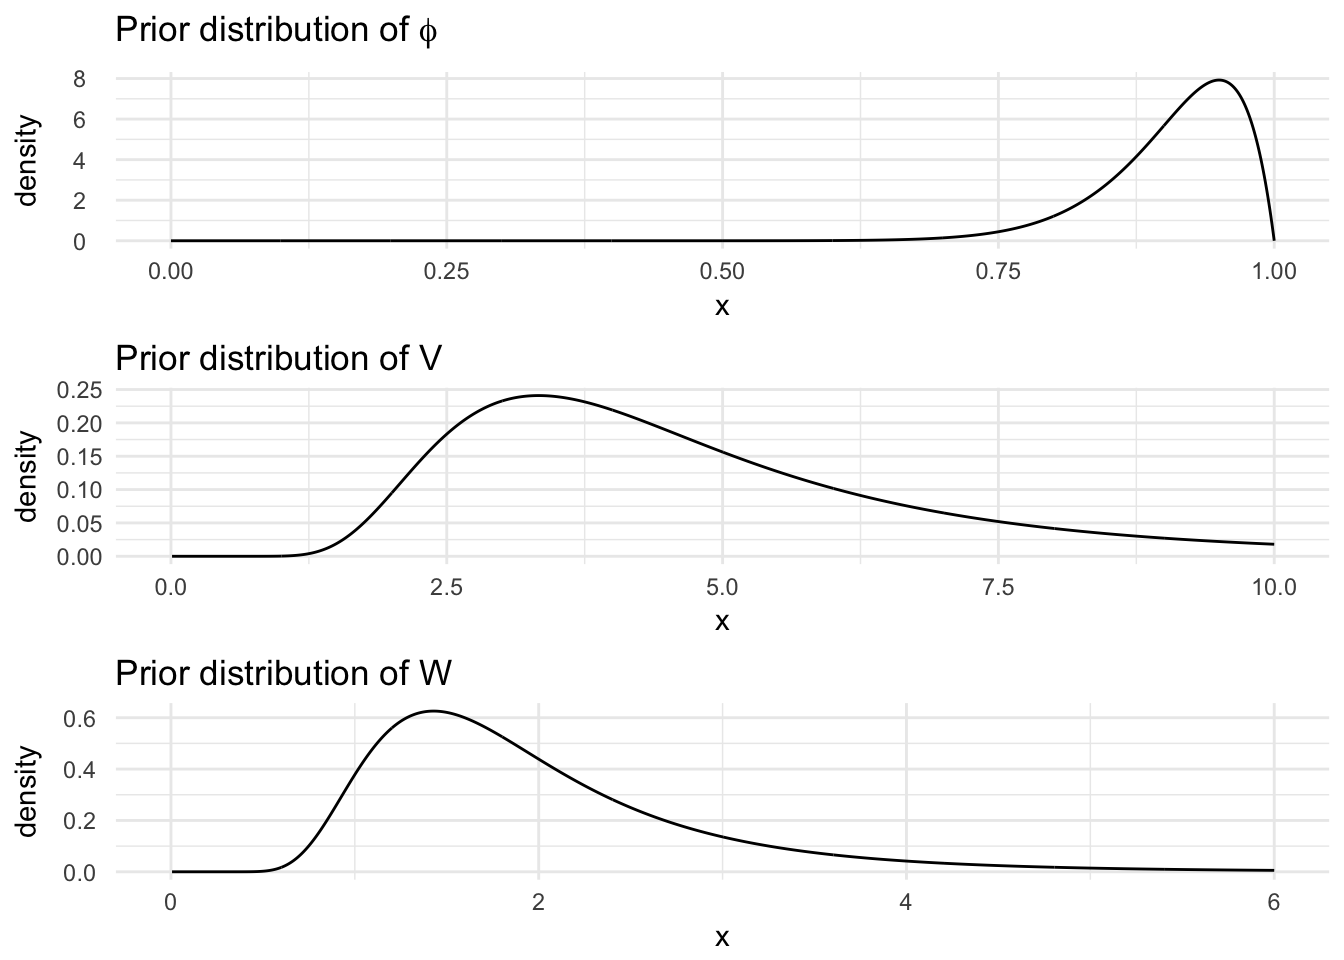 Prior distribution of ϕ
density
8
6
4
2
0
0.00 0.25 0.50 0.75 1.00
x
Prior distribution of V
density
0.25
0.20
0.15
0.10
0.05
0.00
0.0 2.5 5.0 7.5 10.0
x
Prior distribution of W
density
0.6
0.4
0.2
0.0
0 2 4 6
x